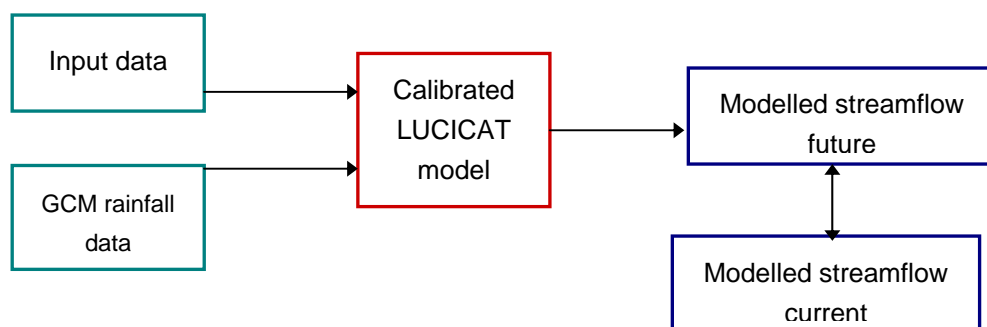 Input data
GCM rainfall
data
Calibrated
LUCICAT
model
Modelled streamflow
future
Modelled streamflow
current